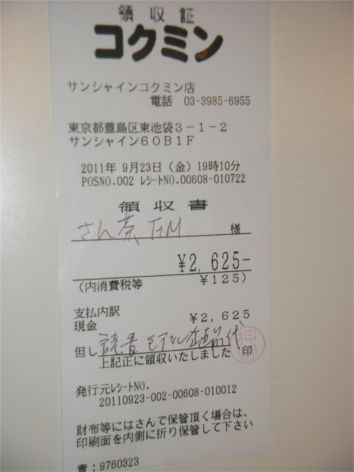 領収証
コクミン
サンシャインコクミン店
電話 03-3985-6955
東京都豊島区東池袋3-1-2
サンシャイン60B1F
2011年 9月23日(金)19時10分
POSNO.002 ﾚｼｰﾄNO.00608-010722
領収書
様
¥2,625-
(内消費税等 ¥125)
支払内訳
現金 ¥2,625
但し 読者モデル
上記正に領収いたしました 印
発行元ﾚｼｰﾄNO.
20110923-002-00608-010012
財布等にはさんで保管頂く場合は、
印刷面を内側に折り保管して下さい
責:9760323